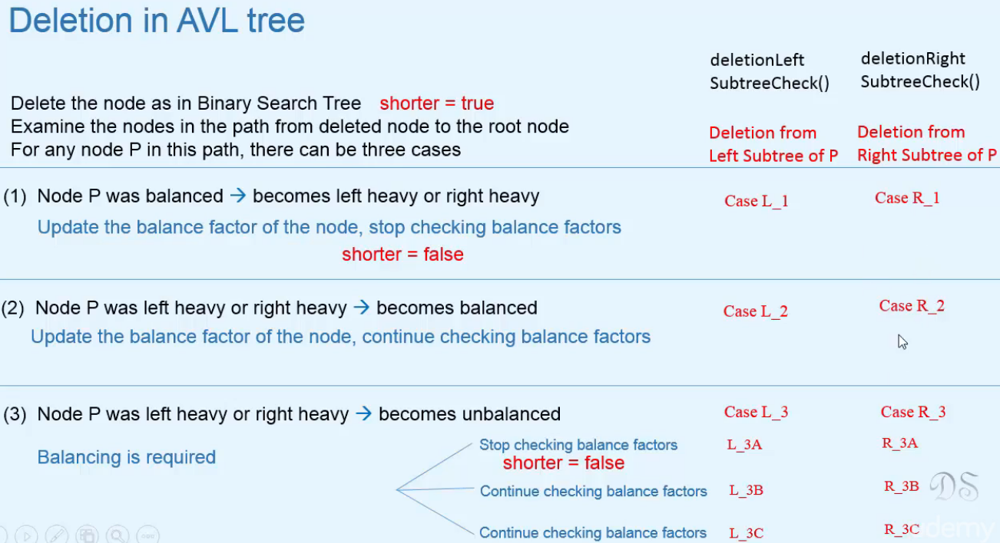 Deletion in AVL tree
deletionLeft
SubtreeCheck()
deletionRight
SubtreeCheck()
Delete the node as in Binary Search Tree shorter = true
Examine the nodes in the path from deleted node to the root node
For any node P in this path, there can be three cases
Deletion from
Left Subtree of P
Deletion from
Right Subtree of P
(1) Node P was balanced → becomes left heavy or right heavy
Case L_1
Case R_1
Update the balance factor of the node, stop checking balance factors
shorter = false
(2) Node P was left heavy or right heavy → becomes balanced
Case L_2
Case R_2
Update the balance factor of the node, continue checking balance factors
(3) Node P was left heavy or right heavy → becomes unbalanced
Case L_3
Case R_3
Balancing is required
Stop checking balance factors
L_3A
R_3A
shorter = false
Continue checking balance factors
L_3B
R_3B
DS
Continue checking balance factors
L_3C
R_3C